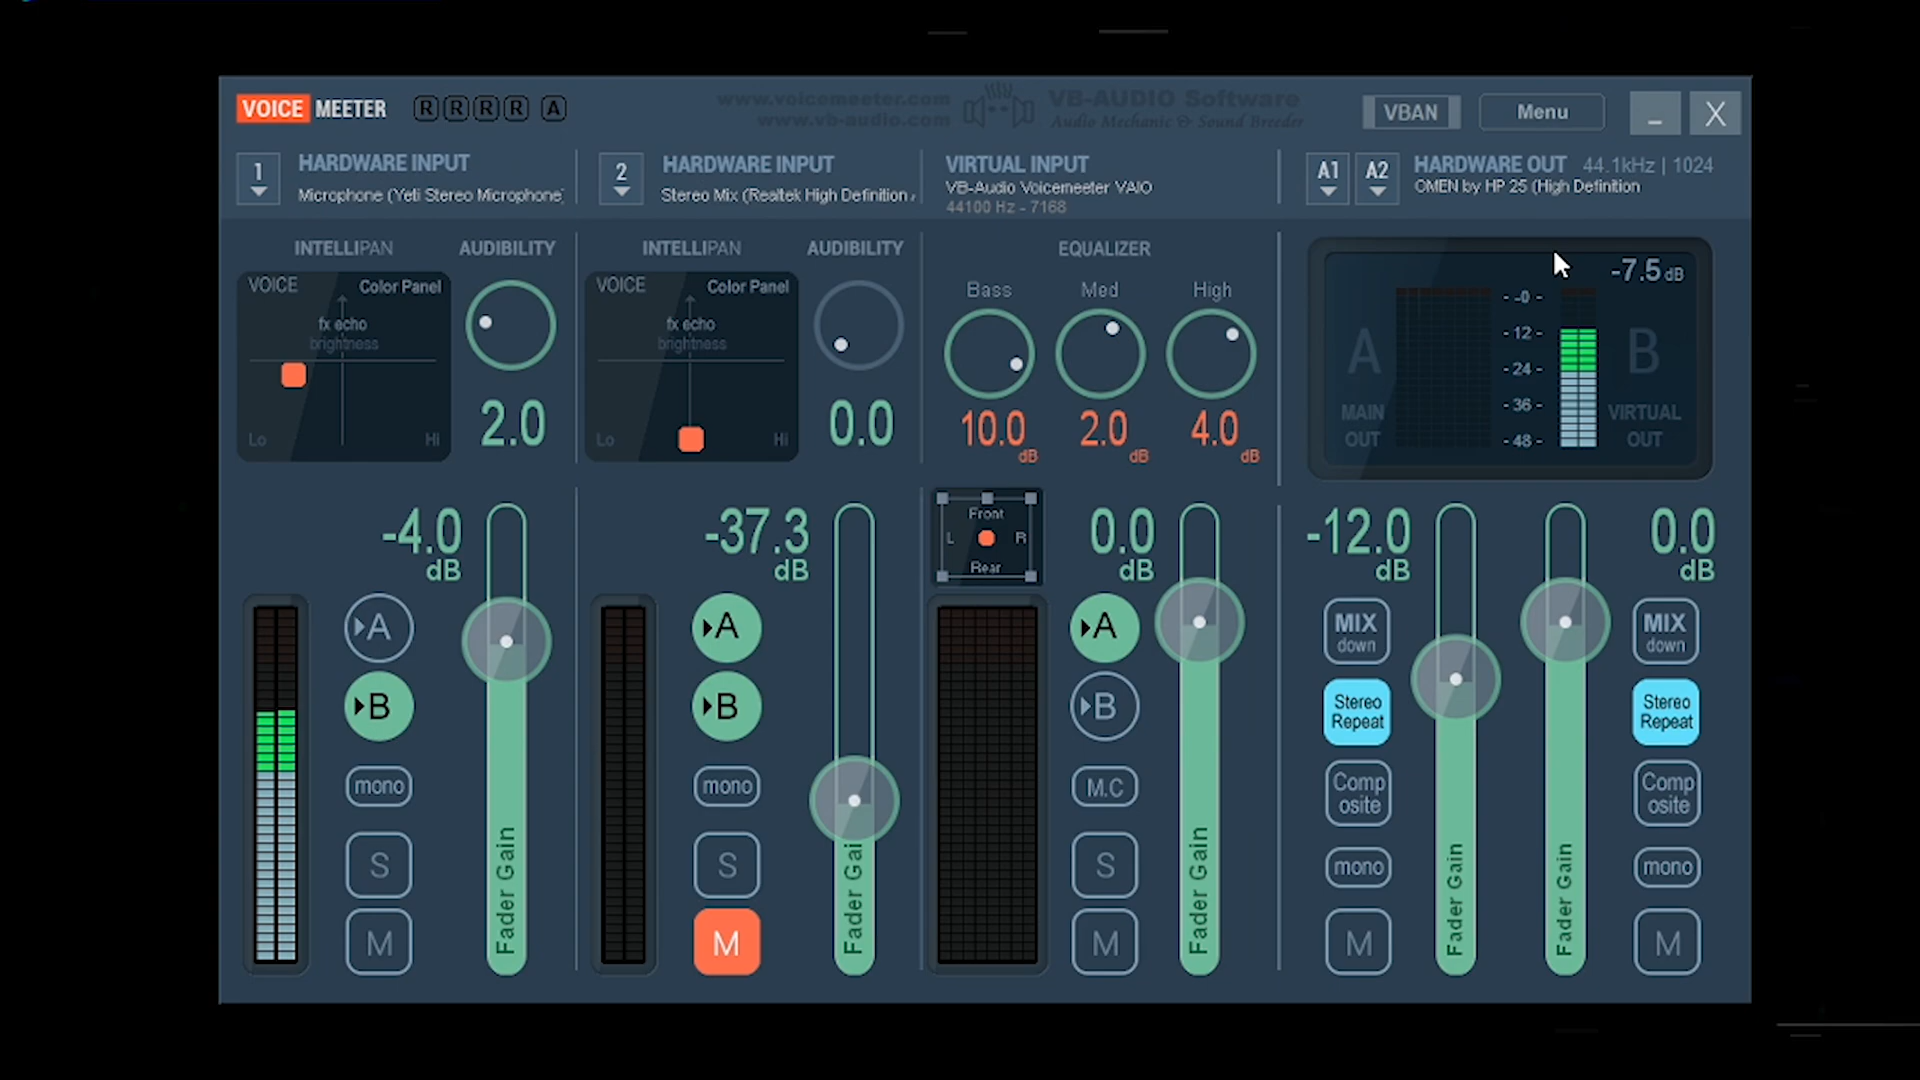 VOICE MEETER R R R R A
www.voicemeeter.com
www.vb-audio.com
VB-AUDIO Software
Audio Mechanic & Sound Breeder
VBAN Menu _ X
1 HARDWARE INPUT
Microphone (Yeti Stereo Microphone)
2 HARDWARE INPUT
Stereo Mix (Realtek High Definition
VIRTUAL INPUT
VB-Audio Voicemeeter VAIO
44100 Hz - 7168
A1 A2 HARDWARE OUT 44.1kHz | 1024
OMEN by HP 25 (High Definition
INTELLIPAN AUDIBILITY
VOICE Color Panel
fx echo
brightness
Lo Hi
2.0
INTELLIPAN AUDIBILITY
VOICE Color Panel
fx echo
brightness
Lo Hi
0.0
EQUALIZER
Bass Med High
10.0 dB 2.0 dB 4.0 dB
-7.5 dB
A
MAIN
OUT
- 0 -
- 12 -
- 24 -
- 36 -
- 48 -
B
VIRTUAL
OUT
-4.0
dB
A
B
mono
S
M
Fader Gain
-37.3
dB
A
B
mono
S
M
Fader Gai
Front
L R
Rear
0.0
dB
A
B
M.C
S
M
Fader Gain
-12.0
dB
MIX
down
Stereo
Repeat
Comp
osite
mono
M
Fader Gain
Fader Gain
0.0
dB
MIX
down
Stereo
Repeat
Comp
osite
mono
M